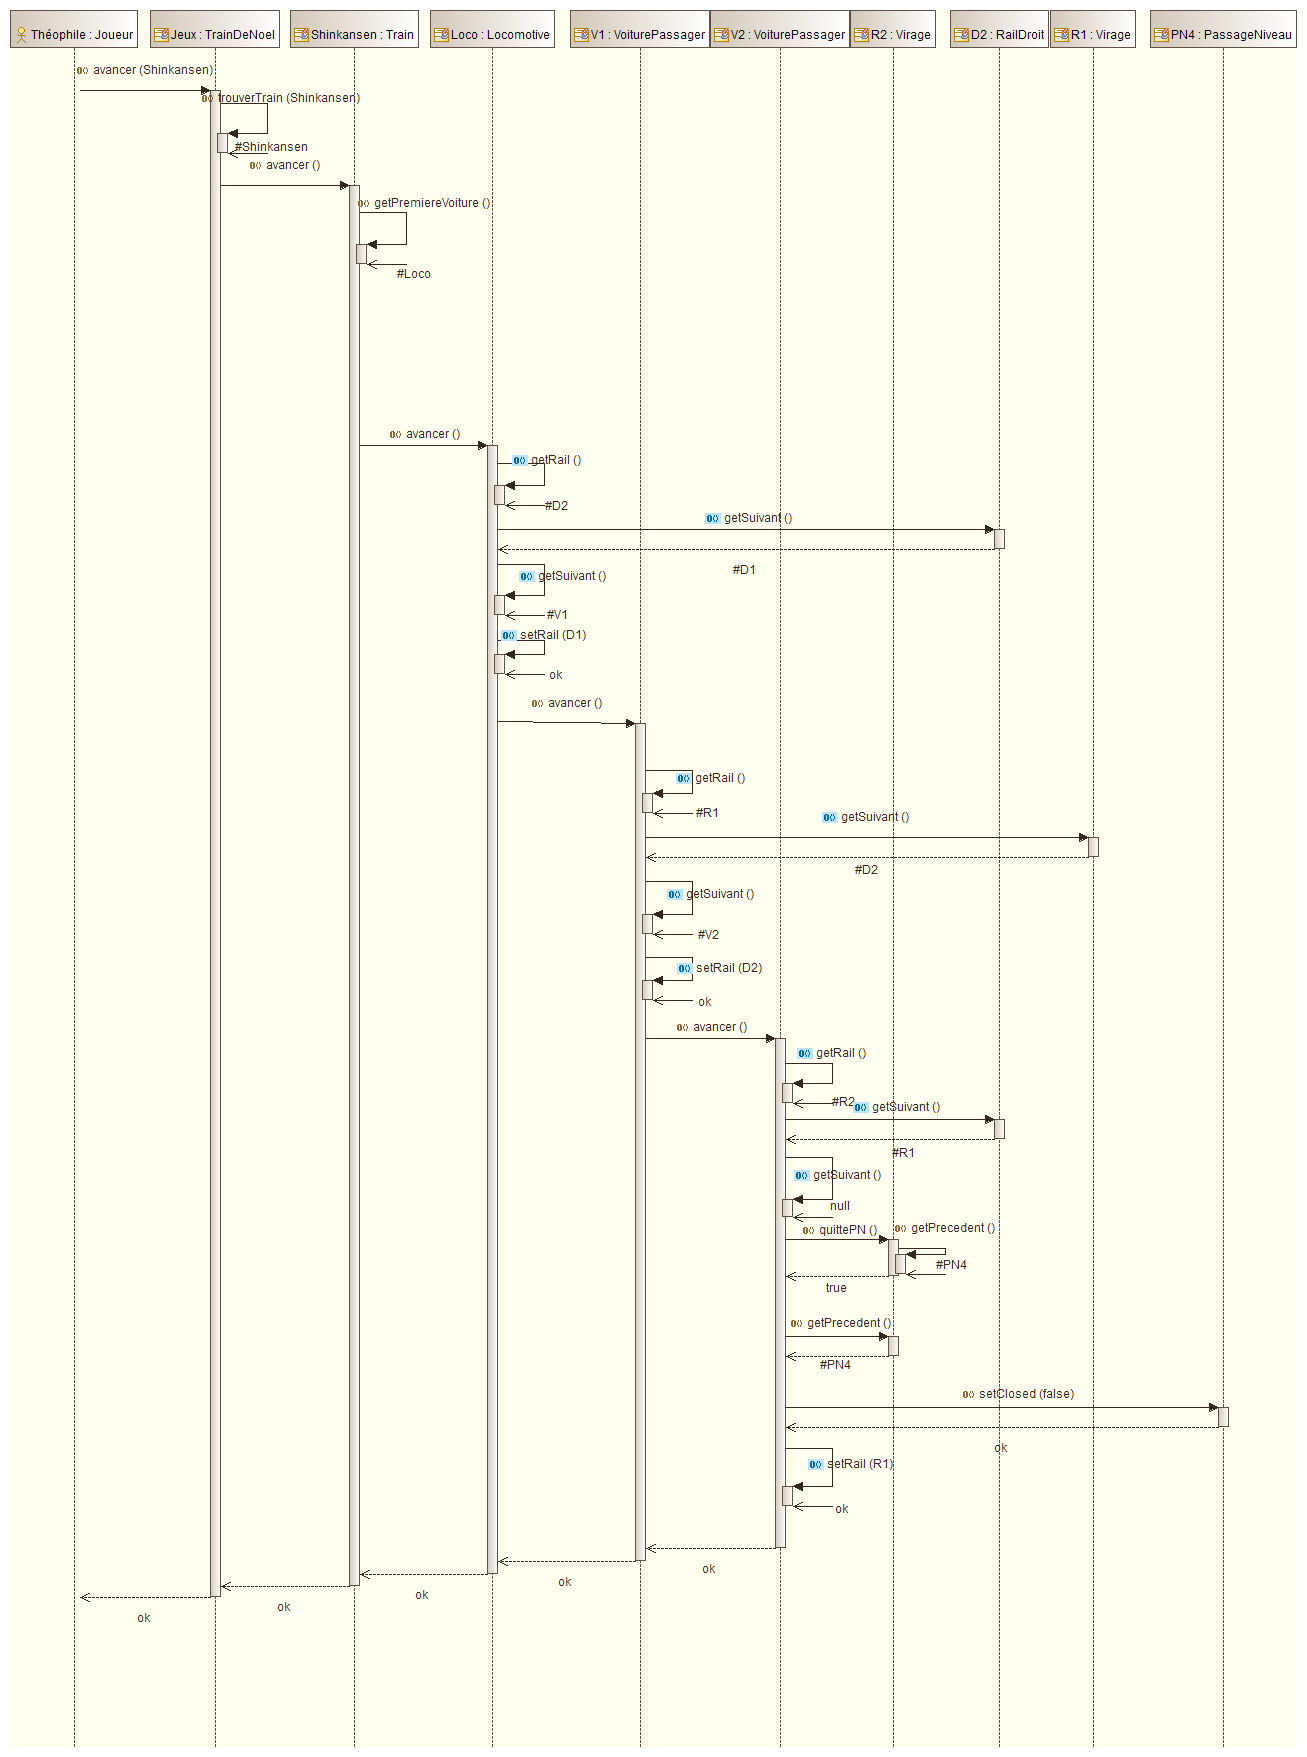 Théophile : Joueur
Jeux : TrainDeNoel
Shinkansen : Train
Loco : Locomotive
V1 : VoiturePassager
V2 : VoiturePassager
R2 : Virage
D2 : RailDroit
R1 : Virage
PN4 : PassageNiveau
avancer (Shinkansen)
trouverTrain (Shinkansen)
#Shinkansen
avancer ()
getPremiereVoiture ()
#Loco
avancer ()
getRail ()
#D2
getSuivant ()
#D1
getSuivant ()
#V1
setRail (D1)
ok
avancer ()
getRail ()
#R1
getSuivant ()
#D2
getSuivant ()
#V2
setRail (D2)
ok
avancer ()
getRail ()
#R2
getSuivant ()
#R1
getSuivant ()
null
quittePN ()
getPrecedent ()
#PN4
true
getPrecedent ()
#PN4
setClosed (false)
ok
setRail (R1)
ok
ok
ok
ok
ok
ok